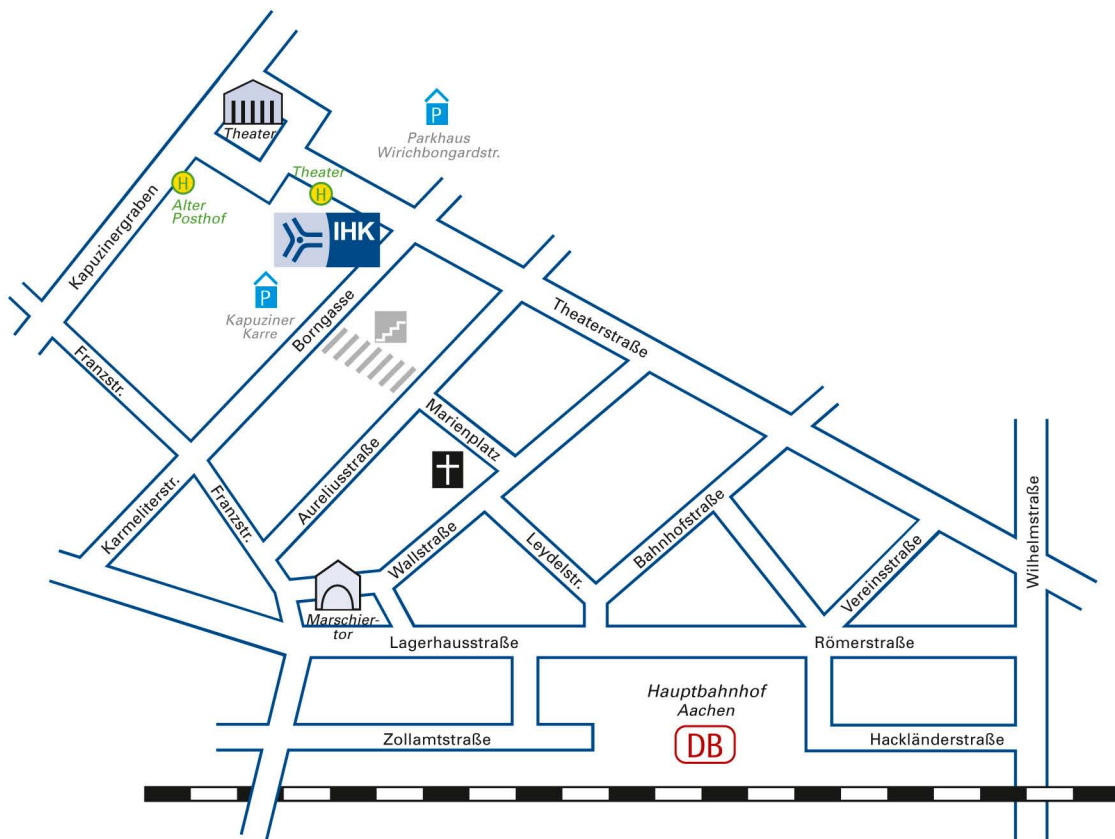 P
Theater
Parkhaus
Wirichbongardstr.
Theater
H
H
Alter
Posthof
Kapuzinergraben
IHK
P
Kapuziner
Karre
Borngasse
Theaterstraße
Franzstr.
Marienplatz
Aureliusstraße
Karmeliterstr.
Franzstr.
Wallstraße
Leydelstr.
Bahnhofstraße
Vereinsstraße
Wilhelmstraße
Marschier-
tor
Lagerhausstraße
Römerstraße
Hauptbahnhof
Aachen
DB
Zollamtstraße
Hackländerstraße